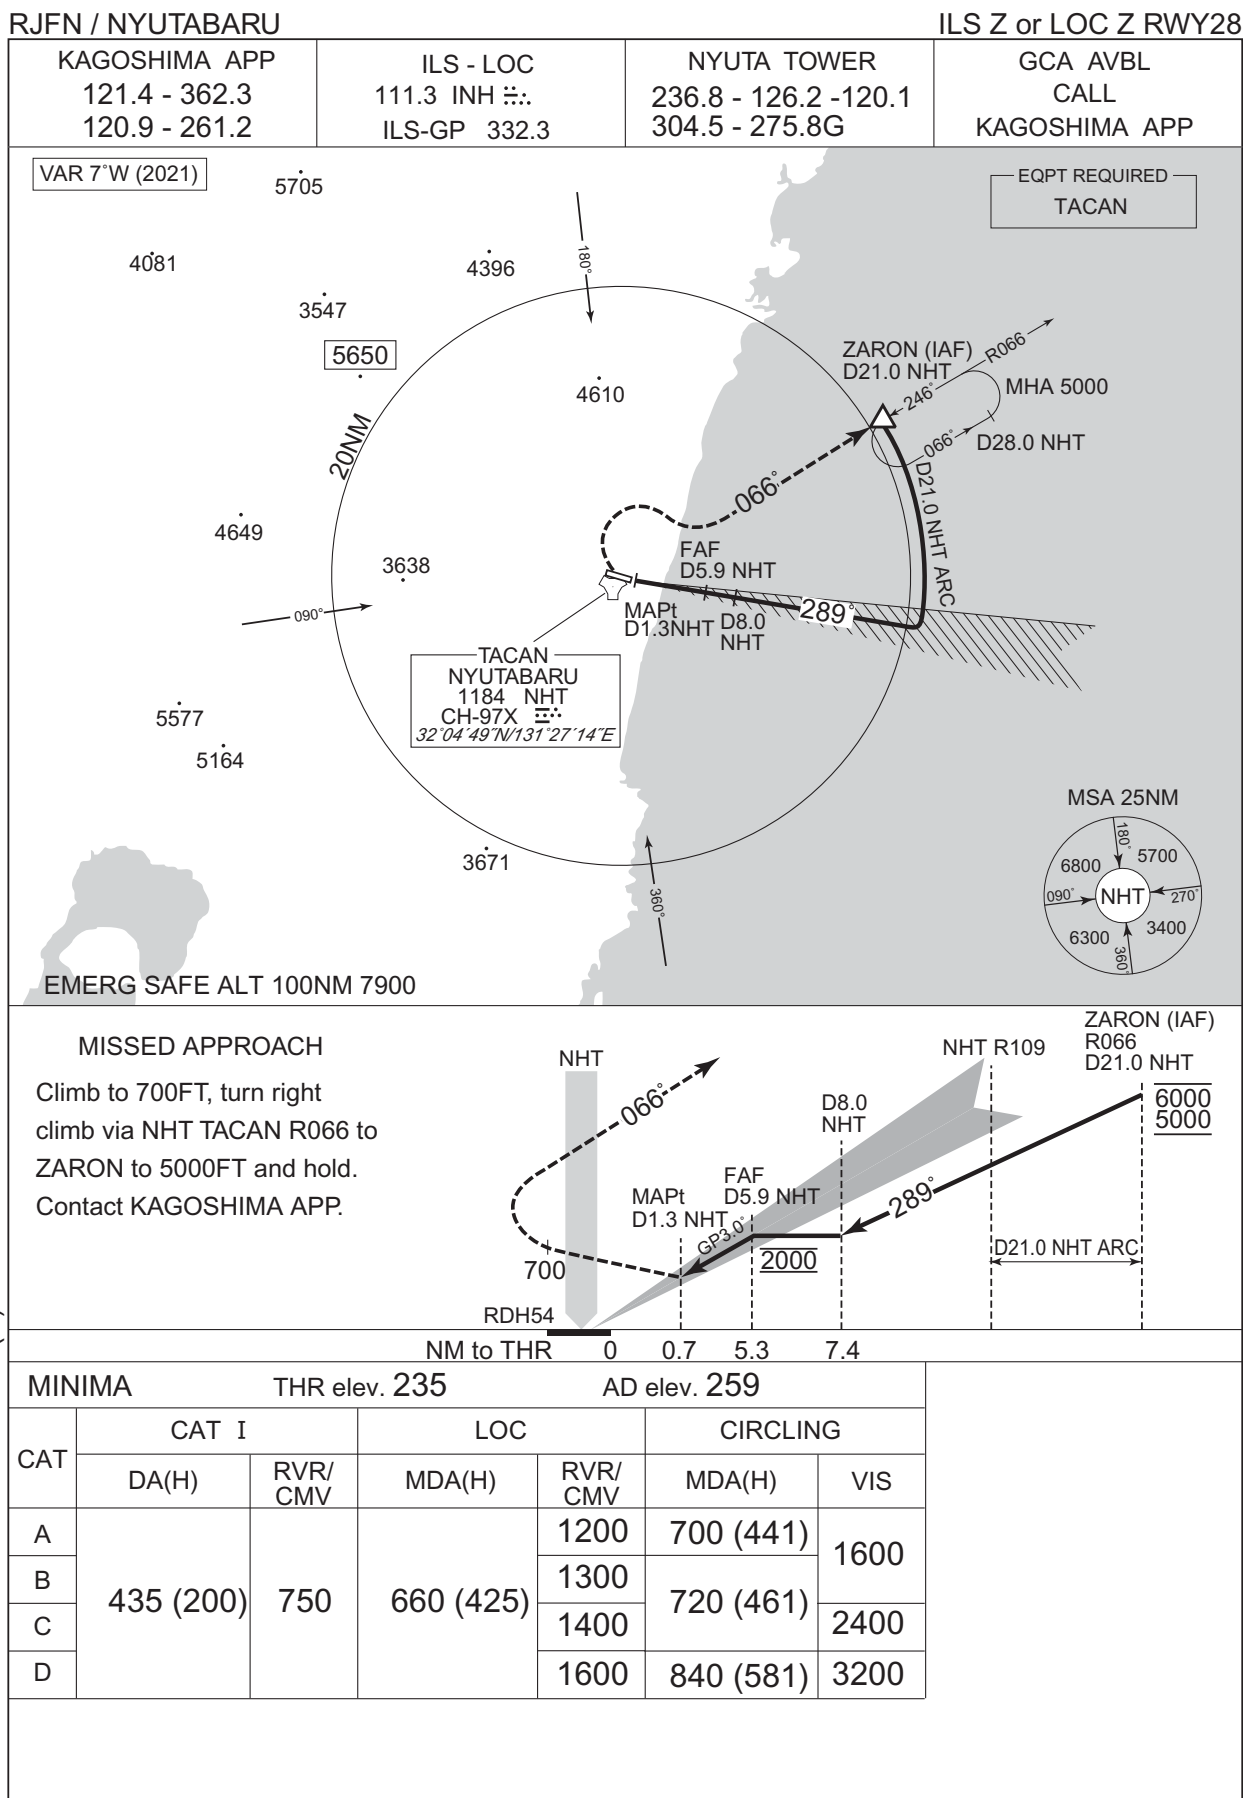 RJFN / NYUTABARU
ILS Z or LOC Z RWY28
KAGOSHIMA APP
121.4 - 362.3
120.9 - 261.2
ILS - LOC
111.3 INH
ILS-GP 332.3
NYUTA TOWER
236.8 - 126.2 -120.1
304.5 - 275.8G
GCA AVBL
CALL
KAGOSHIMA APP
VAR 7°W (2021)
5705
EQPT REQUIRED
TACAN
4081
4396
180°
3547
5650
4610
20NM
ZARON (IAF)
D21.0 NHT
R066
246°
MHA 5000
066°
D28.0 NHT
D21.0 NHT ARC
066°
4649
3638
FAF
D5.9 NHT
090°
MAPt
D1.3NHT
D8.0
NHT
289°
TACAN
NYUTABARU
1184 NHT
CH-97X
32°04´49˝N/131°27´14˝E
5577
5164
3671
360°
MSA 25NM
180°
6800
5700
090°
NHT
270°
6300
3400
360°
EMERG SAFE ALT 100NM 7900
MISSED APPROACH
Climb to 700FT, turn right
climb via NHT TACAN R066 to
ZARON to 5000FT and hold.
Contact KAGOSHIMA APP.
NHT
066°
700
RDH54
MAPt
D1.3 NHT
GP3.0°
FAF
D5.9 NHT
2000
D8.0
NHT
289°
NHT R109
D21.0 NHT ARC
ZARON (IAF)
R066
D21.0 NHT
6000
5000
NM to THR 0 0.7 5.3 7.4
MINIMA THR elev. 235 AD elev. 259
CAT
CAT I
LOC
CIRCLING
DA(H)
RVR/
CMV
MDA(H)
RVR/
CMV
MDA(H)
VIS
A
1200
700 (441)
1600
B
1300
435 (200)
750
660 (425)
720 (461)
C
1400
2400
D
1600
840 (581)
3200